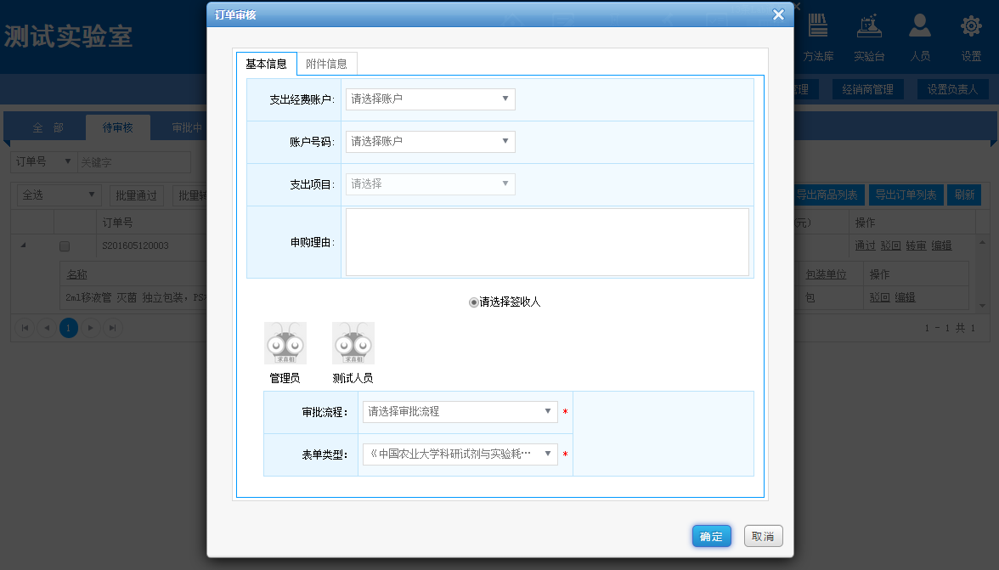 订单审核
测试实验室
方法库
实验台
人员
设置
管理
经销商管理
设置负责人
全 部
待审核
审批中
订单号
关键字
全选
批量通过
导出商品列表
导出订单列表
刷新
订单号
元）
操作
S201605120003
通过 驳回 转审 编辑
名称
包装单位
操作
2ml移液管 灭菌 独立包装，PS
包
驳回 编辑
1
1 - 1 共 1
基本信息
附件信息
支出经费账户:
请选择账户
账户号码:
请选择账户
支出项目:
请选择
申购理由:
请选择签收人
求真相
求真相
管理员
测试人员
审批流程:
请选择审批流程
*
表单类型:
《中国农业大学科研试剂与实验耗…
*
确定
取消